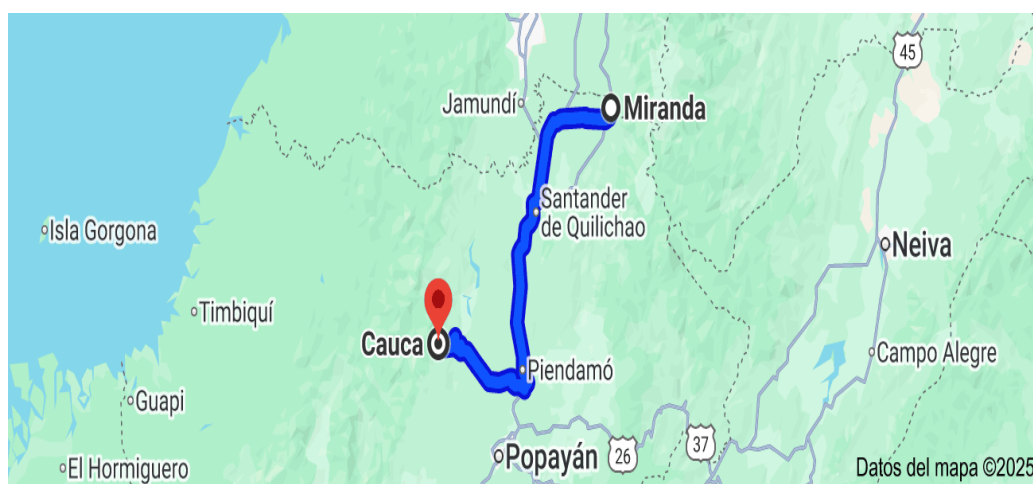 45
Jamundí
Miranda
Santander
de Quilichao
Isla Gorgona
Neiva
Timbiquí
Cauca
Campo Alegre
Piendamó
Guapi
37
El Hormiguero
Popayán
26
Datos del mapa ©2025